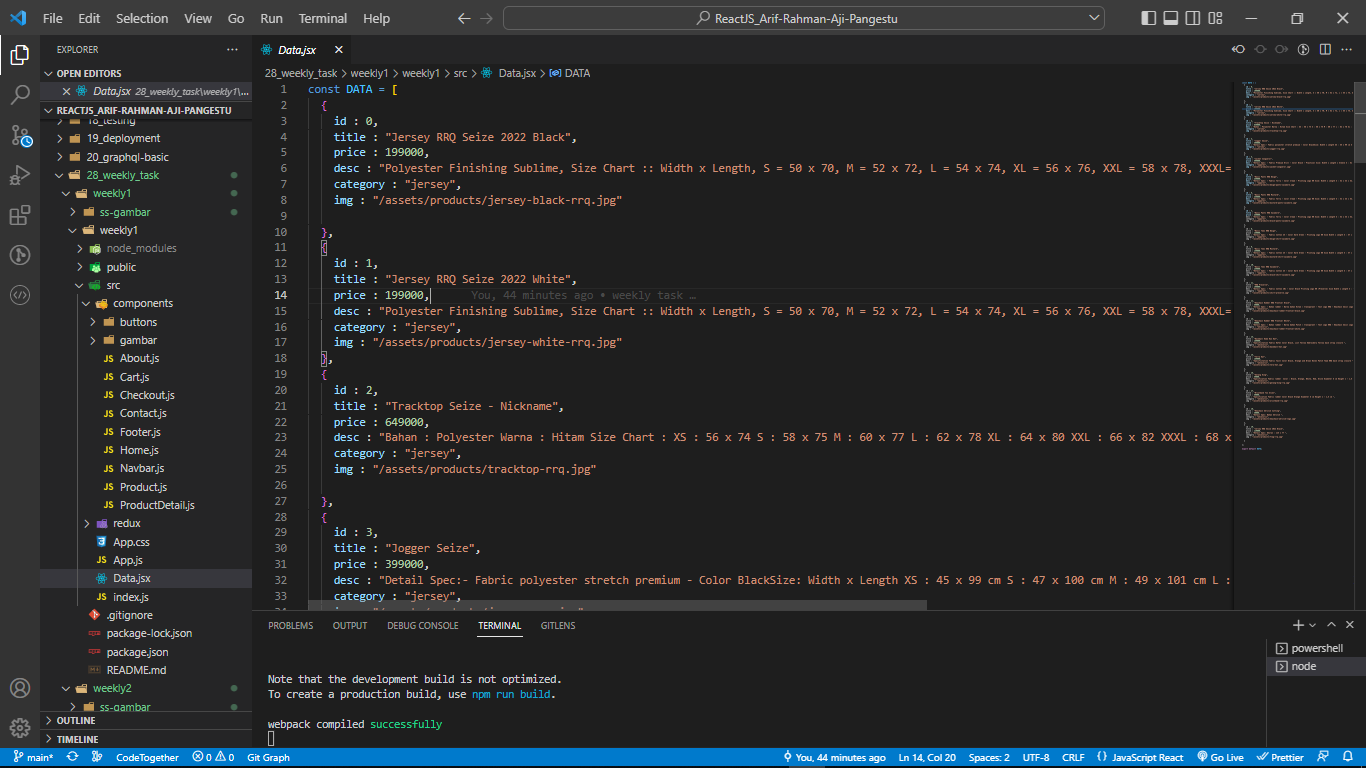 File Edit Selection View Go Run Terminal Help
ReactJS_Arif-Rahman-Aji-Pangestu
EXPLORER
OPEN EDITORS
Data.jsx 28_weekly_task\weekly1\...
REACTJS_ARIF-RAHMAN-AJI-PANGESTU
18_testing
19_deployment
20_graphql-basic
28_weekly_task
weekly1
ss-gambar
weekly1
node_modules
public
src
components
buttons
gambar
About.js
Cart.js
Checkout.js
Contact.js
Footer.js
Home.js
Navbar.js
Product.js
ProductDetail.js
redux
App.css
App.js
Data.jsx
index.js
.gitignore
package-lock.json
package.json
README.md
weekly2
ss-gambar
OUTLINE
TIMELINE
Data.jsx
28_weekly_task > weekly1 > weekly1 > src > Data.jsx > DATA
1 const DATA = [
2 {
3 id : 0,
4 title : "Jersey RRQ Seize 2022 Black",
5 price : 199000,
6 desc : "Polyester Finishing Sublime, Size Chart :: Width x Length, S = 50 x 70, M = 52 x 72, L = 54 x 74, XL = 56 x 76, XXL = 58 x 78, XXXL=
7 category : "jersey",
8 img : "/assets/products/jersey-black-rrq.jpg"
9
10 },
11 {
12 id : 1,
13 title : "Jersey RRQ Seize 2022 White",
14 price : 199000, You, 44 minutes ago • weekly task …
15 desc : "Polyester Finishing Sublime, Size Chart :: Width x Length, S = 50 x 70, M = 52 x 72, L = 54 x 74, XL = 56 x 76, XXL = 58 x 78, XXXL=
16 category : "jersey",
17 img : "/assets/products/jersey-white-rrq.jpg"
18 },
19 {
20 id : 2,
21 title : "Tracktop Seize - Nickname",
22 price : 649000,
23 desc : "Bahan : Polyester Warna : Hitam Size Chart : XS : 56 x 74 S : 58 x 75 M : 60 x 77 L : 62 x 78 XL : 64 x 80 XXL : 66 x 82 XXXL : 68 x
24 category : "jersey",
25 img : "/assets/products/tracktop-rrq.jpg"
26
27 },
28 {
29 id : 3,
30 title : "Jogger Seize",
31 price : 399000,
32 desc : "Detail Spec:- Fabric polyester stretch premium - Color BlackSize: Width x Length XS : 45 x 99 cm S : 47 x 100 cm M : 49 x 101 cm L :
33 category : "jersey",
PROBLEMS OUTPUT DEBUG CONSOLE TERMINAL GITLENS
powershell
node
Note that the development build is not optimized.
To create a production build, use npm run build.
webpack compiled successfully
main* CodeTogether 0 0 Git Graph You, 44 minutes ago Ln 14, Col 20 Spaces: 2 UTF-8 CRLF JavaScript React Go Live Prettier